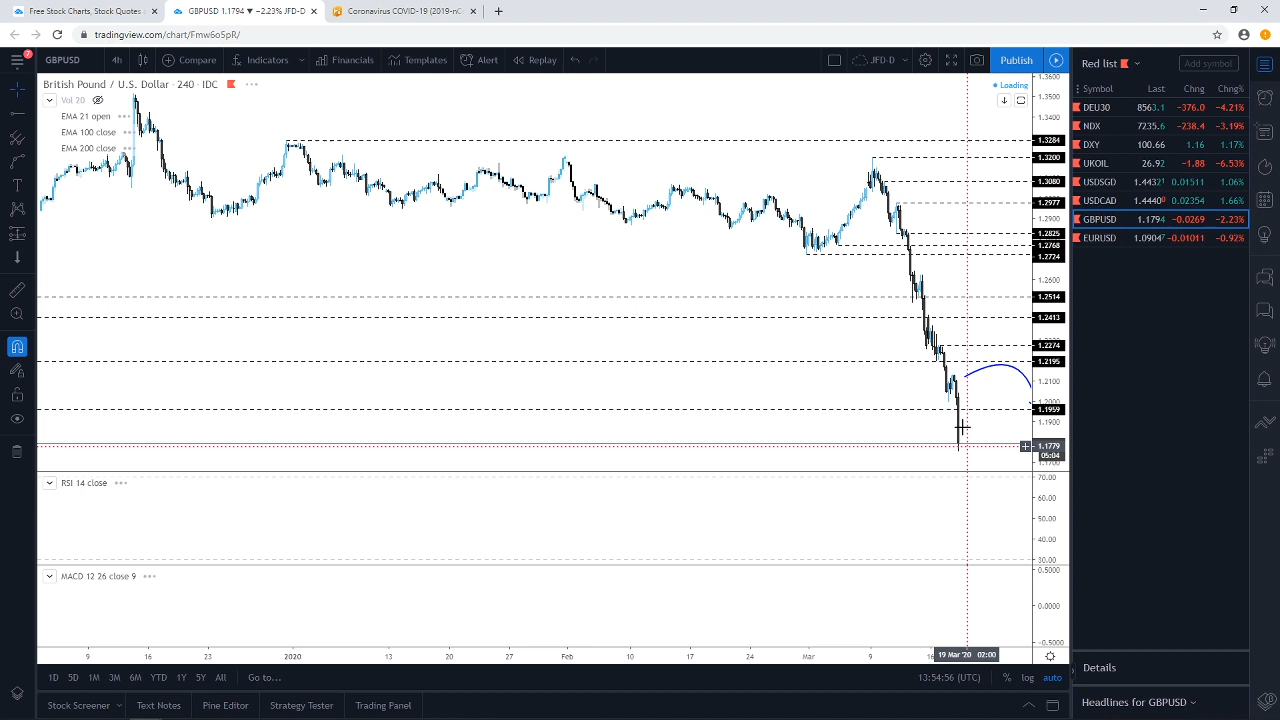 Free Stock Charts, Stock Quotes
GBPUSD 1.1794 ▼ −2.23% JFD-D
Coronavirus COVID-19 (2019-nC
tradingview.com/chart/Fmw6o5pR/
7
GBPUSD 4h Compare Indicators Financials Templates Alert Replay JFD-D Publish
Red list Add symbol
British Pound / U.S. Dollar · 240 · IDC
Loading
Vol 20
EMA 21 open
EMA 100 close
EMA 200 close
Symbol Last Chng Chng%
DEU30 8563.1 −376.0 −4.21%
NDX 7235.6 −238.4 −3.19%
DXY 100.66 1.16 1.17%
UKOIL 26.92 −1.88 −6.53%
USDSGD 1.44321 0.01511 1.06%
USDCAD 1.44400 0.02354 1.66%
GBPUSD 1.1794 −0.0269 −2.23%
EURUSD 1.09047 −0.01011 −0.92%
1.3600
1.3500
1.3400
1.3284
1.3200
1.3080
1.2977
1.2900
1.2825
1.2768
1.2724
1.2600
1.2514
1.2413
1.2274
1.2195
1.2100
1.2000
1.1959
1.1900
1.1779
05:04
1.1700
RSI 14 close
70.00
60.00
50.00
40.00
30.00
MACD 12 26 close 9
0.5000
0.0000
−0.5000
9 16 23 2020 13 20 27 Feb 10 17 24 Mar 9 16 19 Mar '20 02:00
1D 5D 1M 3M 6M YTD 1Y 5Y All Go to... 13:54:56 (UTC) % log auto
Details
Stock Screener Text Notes Pine Editor Strategy Tester Trading Panel
Headlines for GBPUSD